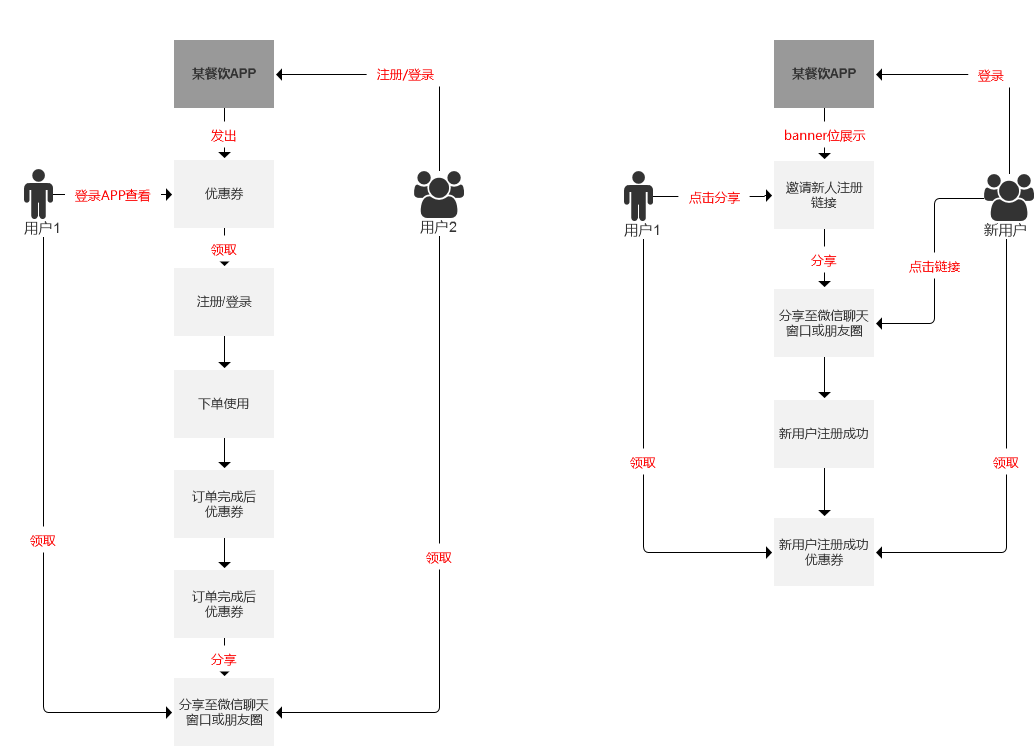 某餐饮APP
注册/登录
发出
登录APP查看
优惠券
用户1
用户2
领取
注册/登录
下单使用
订单完成后
优惠券
领取
领取
订单完成后
优惠券
分享
分享至微信聊天
窗口或朋友圈
某餐饮APP
登录
banner位展示
点击分享
邀请新人注册
链接
用户1
新用户
分享
点击链接
分享至微信聊天
窗口或朋友圈
新用户注册成功
领取
领取
新用户注册成功
优惠券